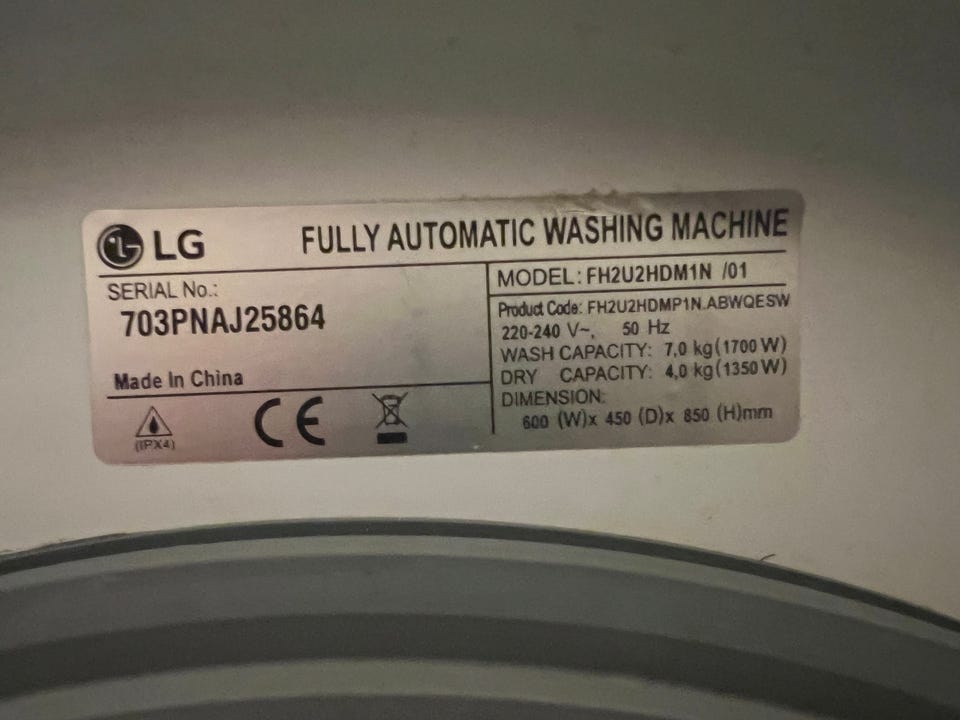 LG FULLY AUTOMATIC WASHING MACHINE
SERIAL No.:
703PNAJ25864
Made In China
(IPX4)
CE
MODEL: FH2U2HDM1N /01
Product Code: FH2U2HDMP1N.ABWQESW
220-240 V~, 50 Hz
WASH CAPACITY: 7,0 kg(1700 W)
DRY CAPACITY: 4,0 kg(1350 W)
DIMENSION:
600 (W)x 450 (D)x 850 (H)mm